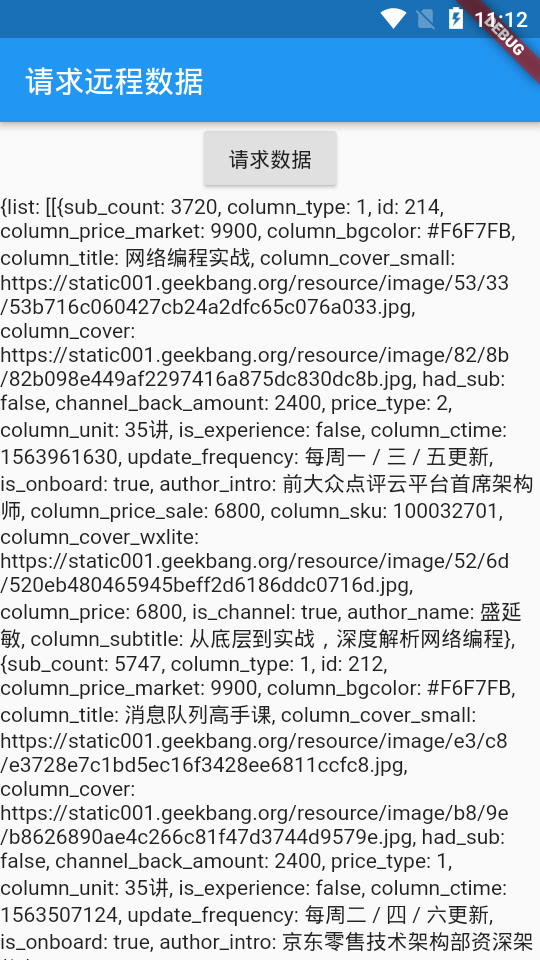 11:12
DEBUG
请求远程数据
请求数据
{list: [[{sub_count: 3720, column_type: 1, id: 214,
column_price_market: 9900, column_bgcolor: #F6F7FB,
column_title: 网络编程实战, column_cover_small:
https://static001.geekbang.org/resource/image/53/33
/53b716c060427cb24a2dfc65c076a033.jpg,
column_cover:
https://static001.geekbang.org/resource/image/82/8b
/82b098e449af2297416a875dc830dc8b.jpg, had_sub:
false, channel_back_amount: 2400, price_type: 2,
column_unit: 35讲, is_experience: false, column_ctime:
1563961630, update_frequency: 每周一 / 三 / 五更新,
is_onboard: true, author_intro: 前大众点评云平台首席架构
师, column_price_sale: 6800, column_sku: 100032701,
column_cover_wxlite:
https://static001.geekbang.org/resource/image/52/6d
/520eb480465945beff2d6186ddc0716d.jpg,
column_price: 6800, is_channel: true, author_name: 盛延
敏, column_subtitle: 从底层到实战，深度解析网络编程},
{sub_count: 5747, column_type: 1, id: 212,
column_price_market: 9900, column_bgcolor: #F6F7FB,
column_title: 消息队列高手课, column_cover_small:
https://static001.geekbang.org/resource/image/e3/c8
/e3728e7c1bd5ec16f3428ee6811ccfc8.jpg,
column_cover:
https://static001.geekbang.org/resource/image/b8/9e
/b8626890ae4c266c81f47d3744d9579e.jpg, had_sub:
false, channel_back_amount: 2400, price_type: 1,
column_unit: 35讲, is_experience: false, column_ctime:
1563507124, update_frequency: 每周二 / 四 / 六更新,
is_onboard: true, author_intro: 京东零售技术架构部资深架